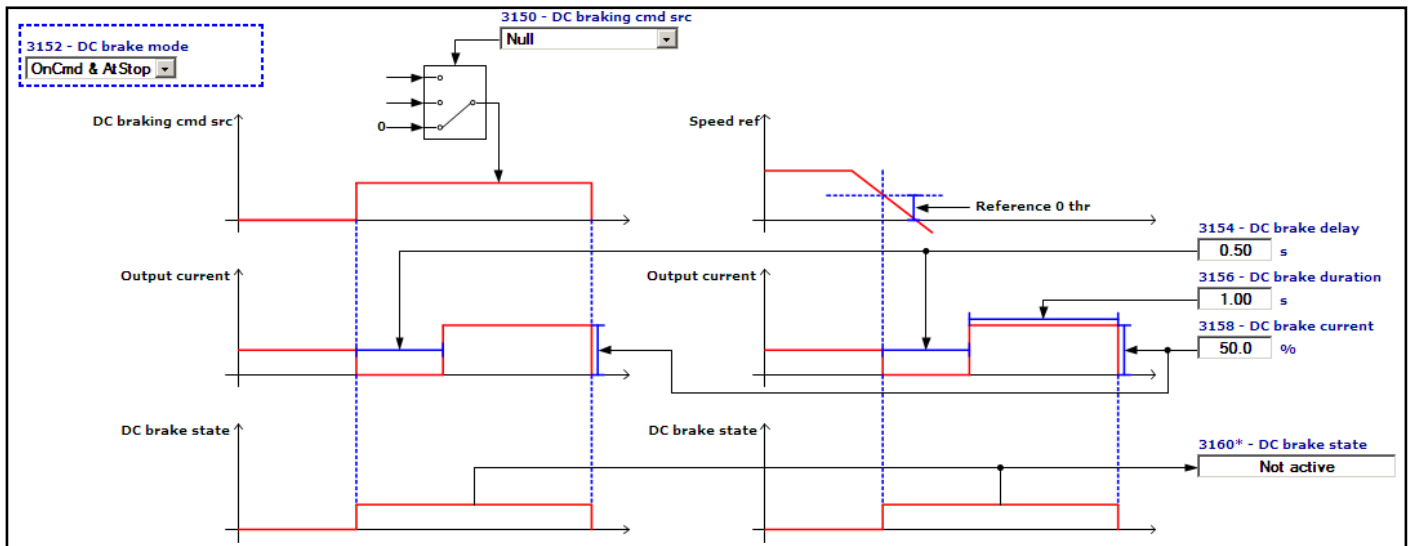 3150 - DC braking cmd src
Null
3152 - DC brake mode
OnCmd & AtStop
DC braking cmd src
0
Speed ref
Reference 0 thr
3154 - DC brake delay
0.50 s
Output current
Output current
3156 - DC brake duration
1.00 s
3158 - DC brake current
50.0 %
DC brake state
DC brake state
3160* - DC brake state
Not active